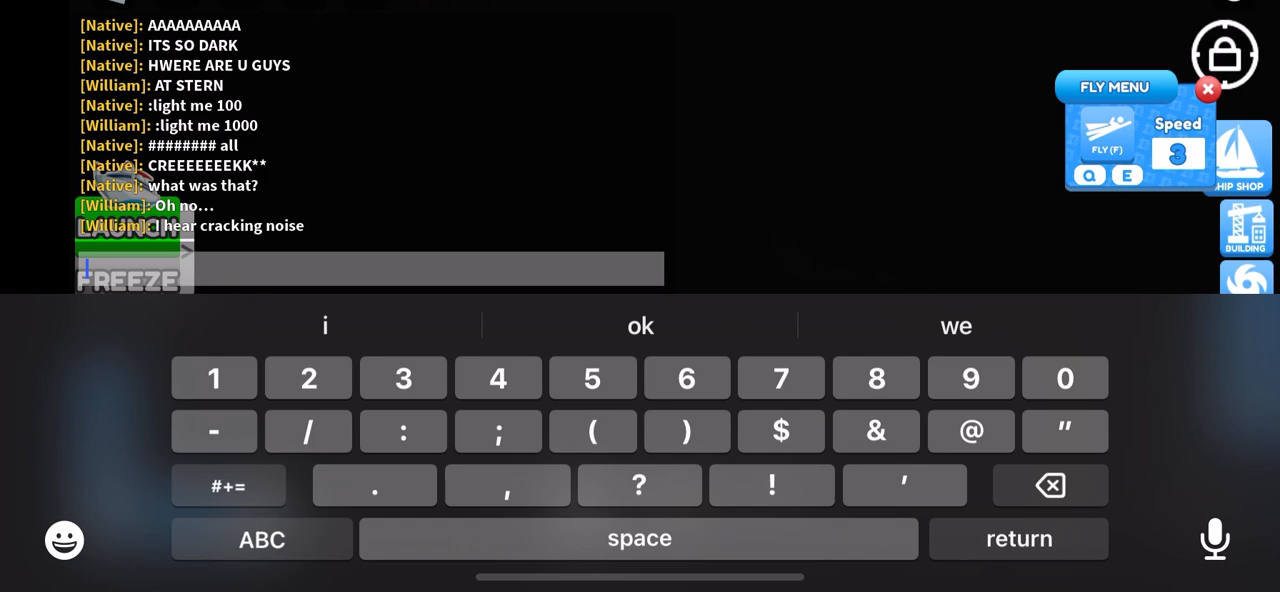 [Native]: AAAAAAAAAA
[Native]: ITS SO DARK
[Native]: HWERE ARE U GUYS
[William]: AT STERN
[Native]: :light me 100
[William]: :light me 1000
[Native]: ######## all
[Native]: CREEEEEEEKK**
[Native]: what was that?
[William]: Oh no...
[William]: I hear cracking noise
LAUNCH
>
FREEZE
FLY MENU
Speed
FLY (F)
3
Q E
SHIP SHOP
BUILDING
i ok we
1 2 3 4 5 6 7 8 9 0
- / : ; ( ) $ & @ "
#+= . , ? ! '
ABC space return